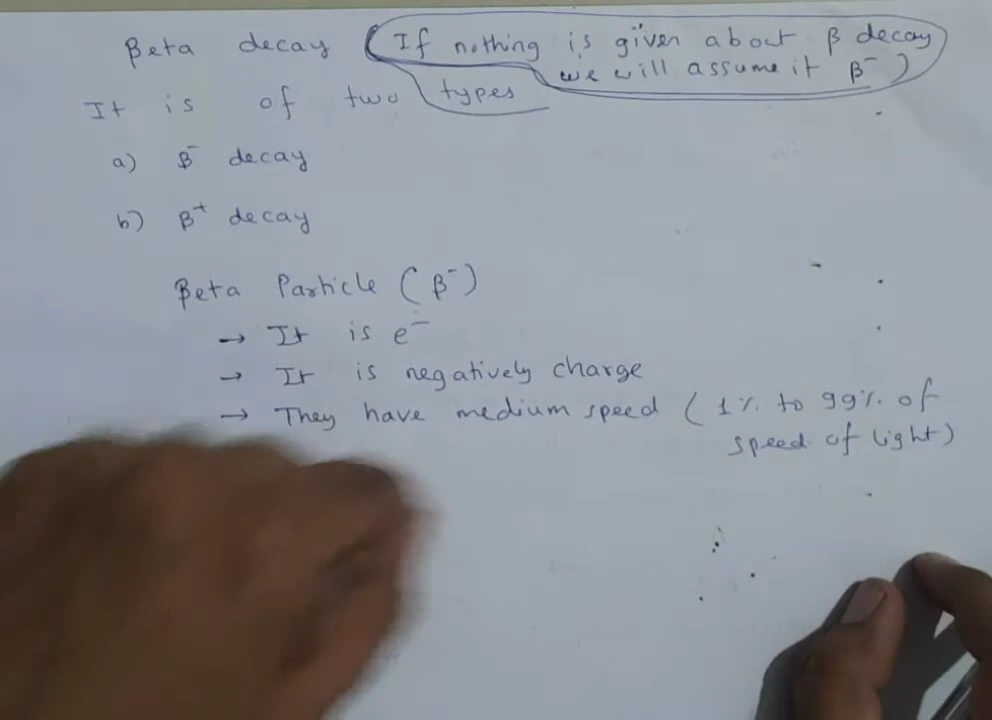 Beta decay (If nothing is given about β decay
we will assume it β⁻)
It is of two types
a) β⁻ decay
b) β⁺ decay
Beta Particle (β⁻)
→ It is e⁻
→ It is negatively charge
→ They have medium speed (1% to 99% of
speed of light)